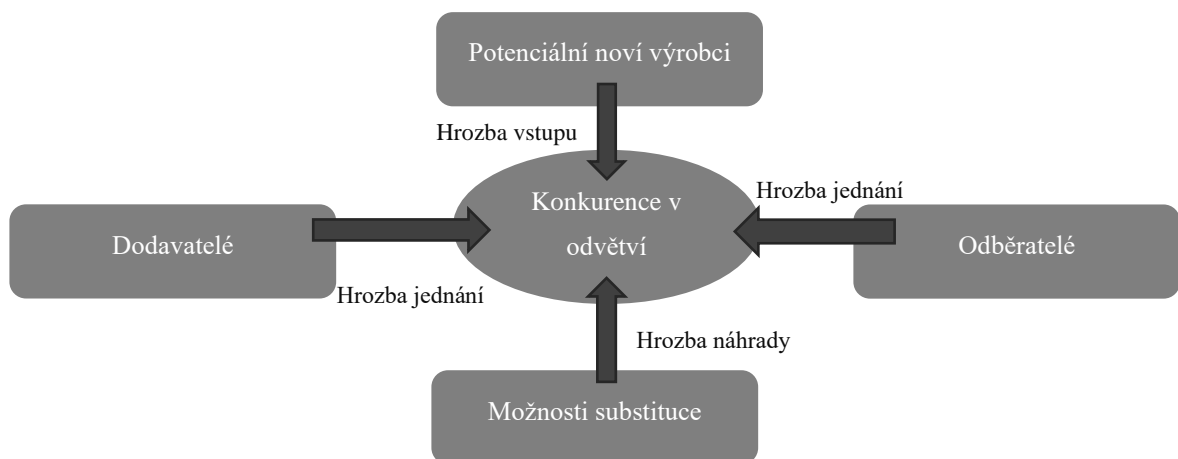 Potenciální noví výrobci
Hrozba vstupu
Konkurence v
odvětví
Hrozba jednání
Dodavatelé
Odběratelé
Hrozba jednání
Hrozba náhrady
Možnosti substituce